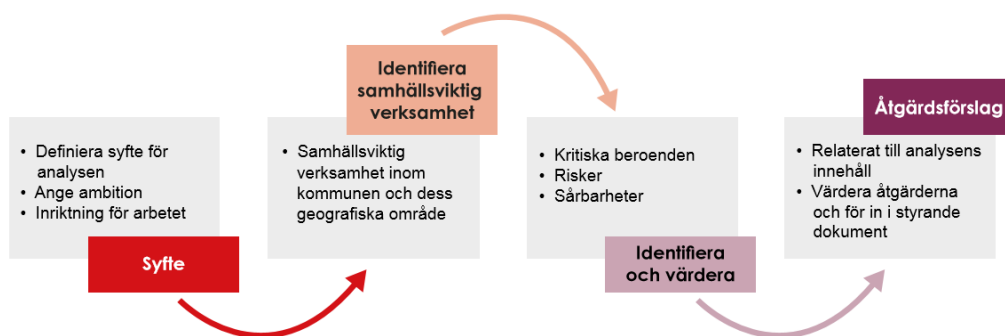 • Definiera syfte för
analysen
• Ange ambition
• Inriktning för arbetet
Syfte
Identifiera
samhällsviktig
verksamhet
• Samhällsviktig
verksamhet inom
kommunen och dess
geografiska område
• Kritiska beroenden
• Risker
• Sårbarheter
Identifiera
och värdera
Åtgärdsförslag
• Relaterat till analysens
innehåll
• Värdera åtgärderna
och för in i styrande
dokument